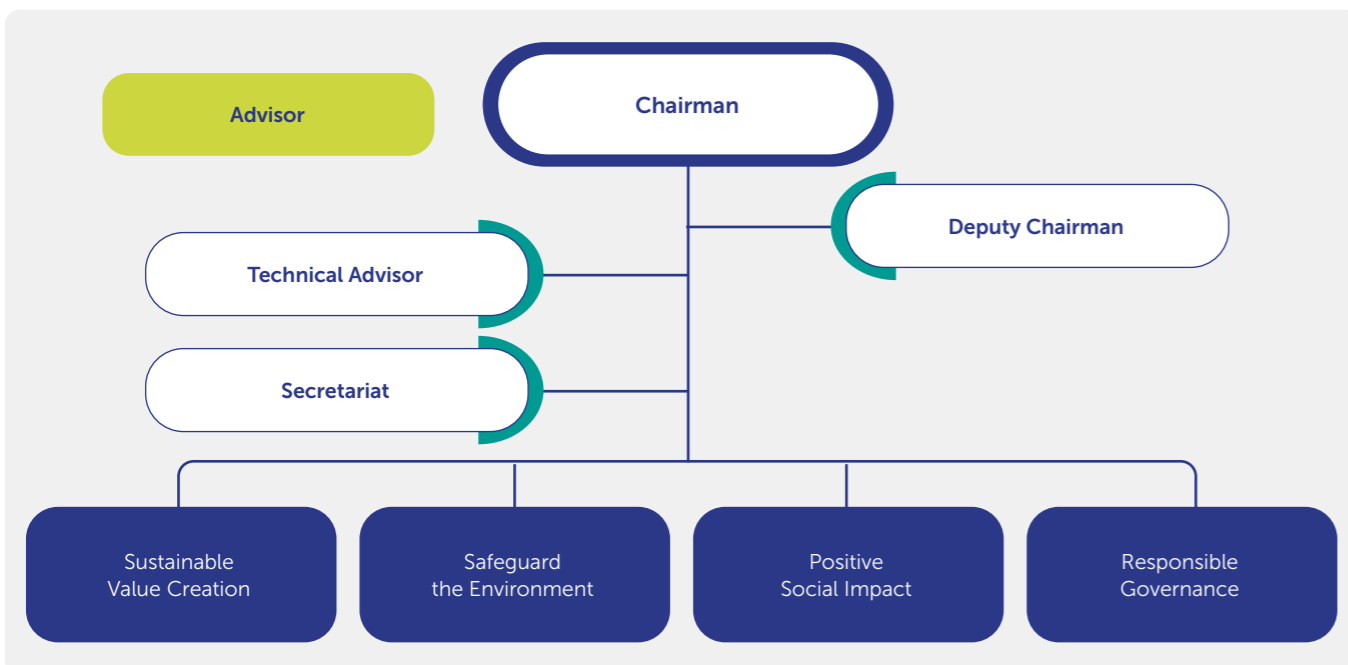 Advisor
Chairman
Deputy Chairman
Technical Advisor
Secretariat
Sustainable
Value Creation
Safeguard
the Environment
Positive
Social Impact
Responsible
Governance